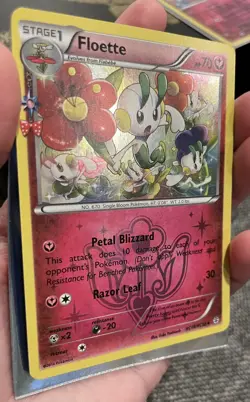 STAGE1
Floette
Evolves from Flabébé
70
NO. 670 Single Bloom Pokémon HT: 0'08" WT: 2.0 lbs.
Petal Blizzard
This attack does 10 damage to each of your
opponent's Pokémon. (Don't apply Weakness and
Resistance for Benched Pokémon.)
Razor Leaf 30
weakness
×2
resistance
-20
retreat